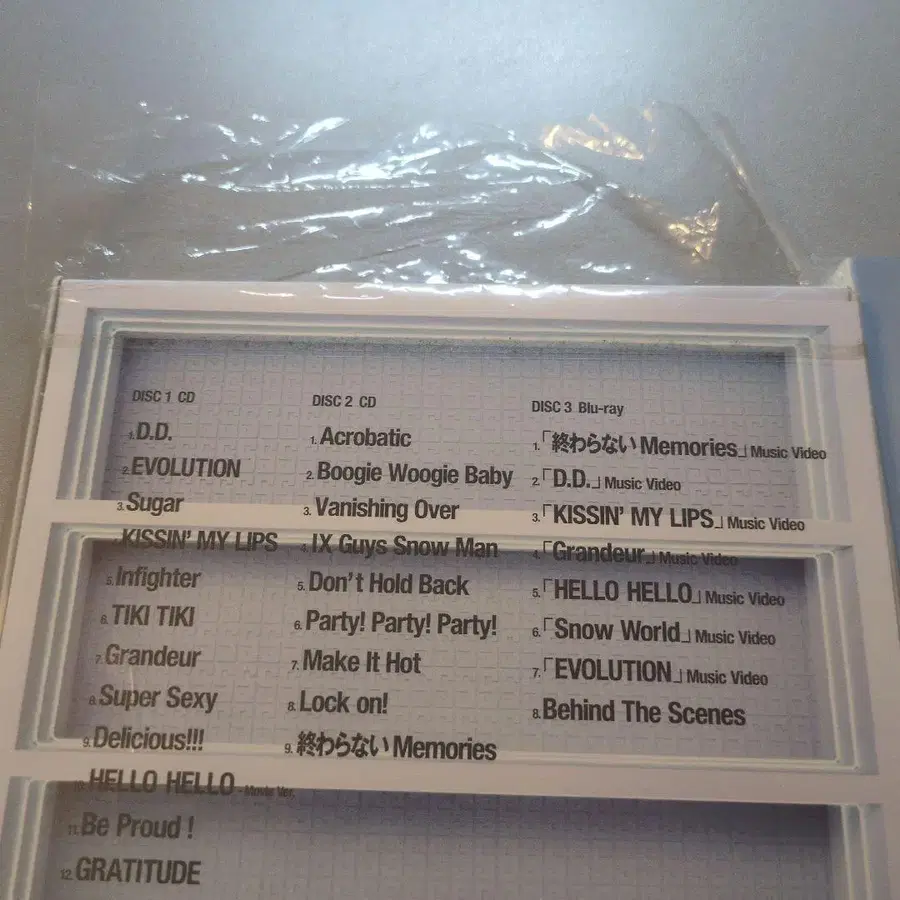 DISC 1 CD
1. D.D.
2. EVOLUTION
3. Sugar
4. KISSIN' MY LIPS
5. Infighter
6. TIKI TIKI
7. Grandeur
8. Super Sexy
9. Delicious!!!
10. HELLO HELLO - Movie Ver.
11. Be Proud !
12. GRATITUDE
DISC 2 CD
1. Acrobatic
2. Boogie Woogie Baby
3. Vanishing Over
4. IX Guys Snow Man
5. Don't Hold Back
6. Party! Party! Party!
7. Make It Hot
8. Lock on!
9. 終わらない Memories
DISC 3 Blu-ray
1.「終わらない Memories」Music Video
2.「D.D.」Music Video
3.「KISSIN' MY LIPS」Music Video
4.「Grandeur」Music Video
5.「HELLO HELLO」Music Video
6.「Snow World」Music Video
7.「EVOLUTION」Music Video
8. Behind The Scenes